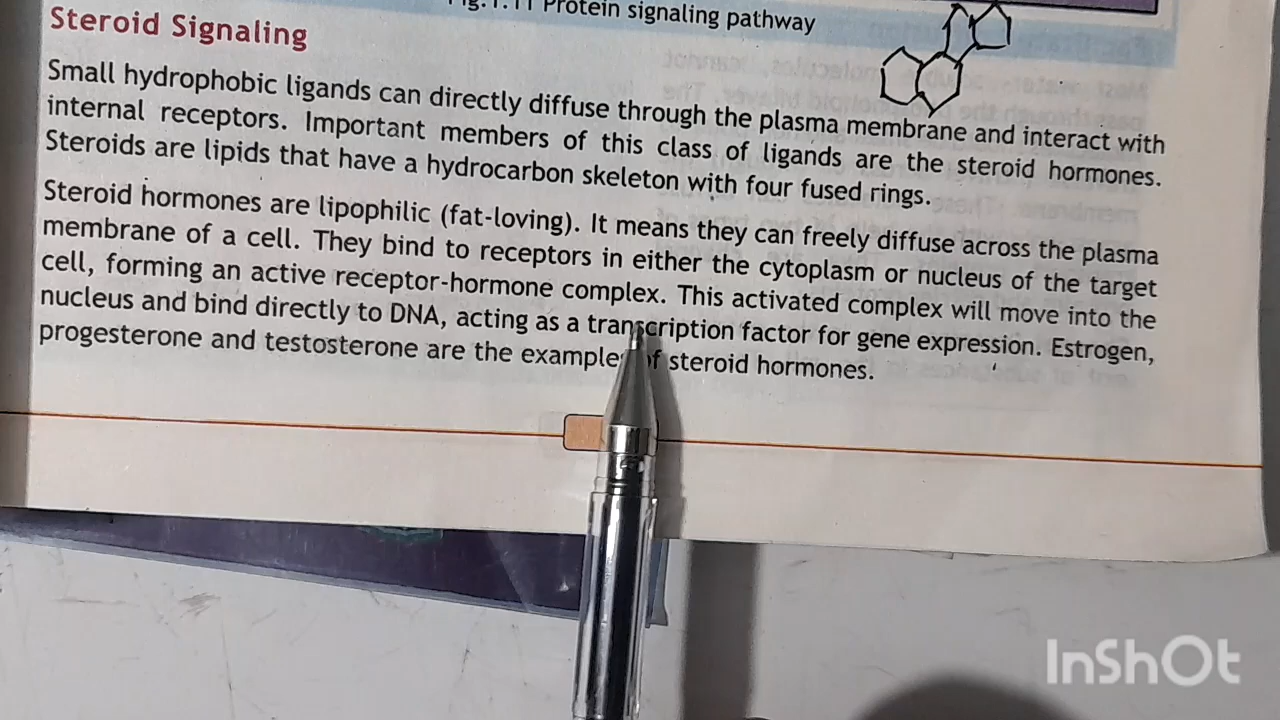 Fig.1.11 Protein signaling pathway
Steroid Signaling
Small hydrophobic ligands can directly diffuse through the plasma membrane and interact with
internal receptors. Important members of this class of ligands are the steroid hormones.
Steroids are lipids that have a hydrocarbon skeleton with four fused rings.
Steroid hormones are lipophilic (fat-loving). It means they can freely diffuse across the plasma
membrane of a cell. They bind to receptors in either the cytoplasm or nucleus of the target
cell, forming an active receptor-hormone complex. This activated complex will move into the
nucleus and bind directly to DNA, acting as a transcription factor for gene expression. Estrogen,
progesterone and testosterone are the examples of steroid hormones.
InShOt